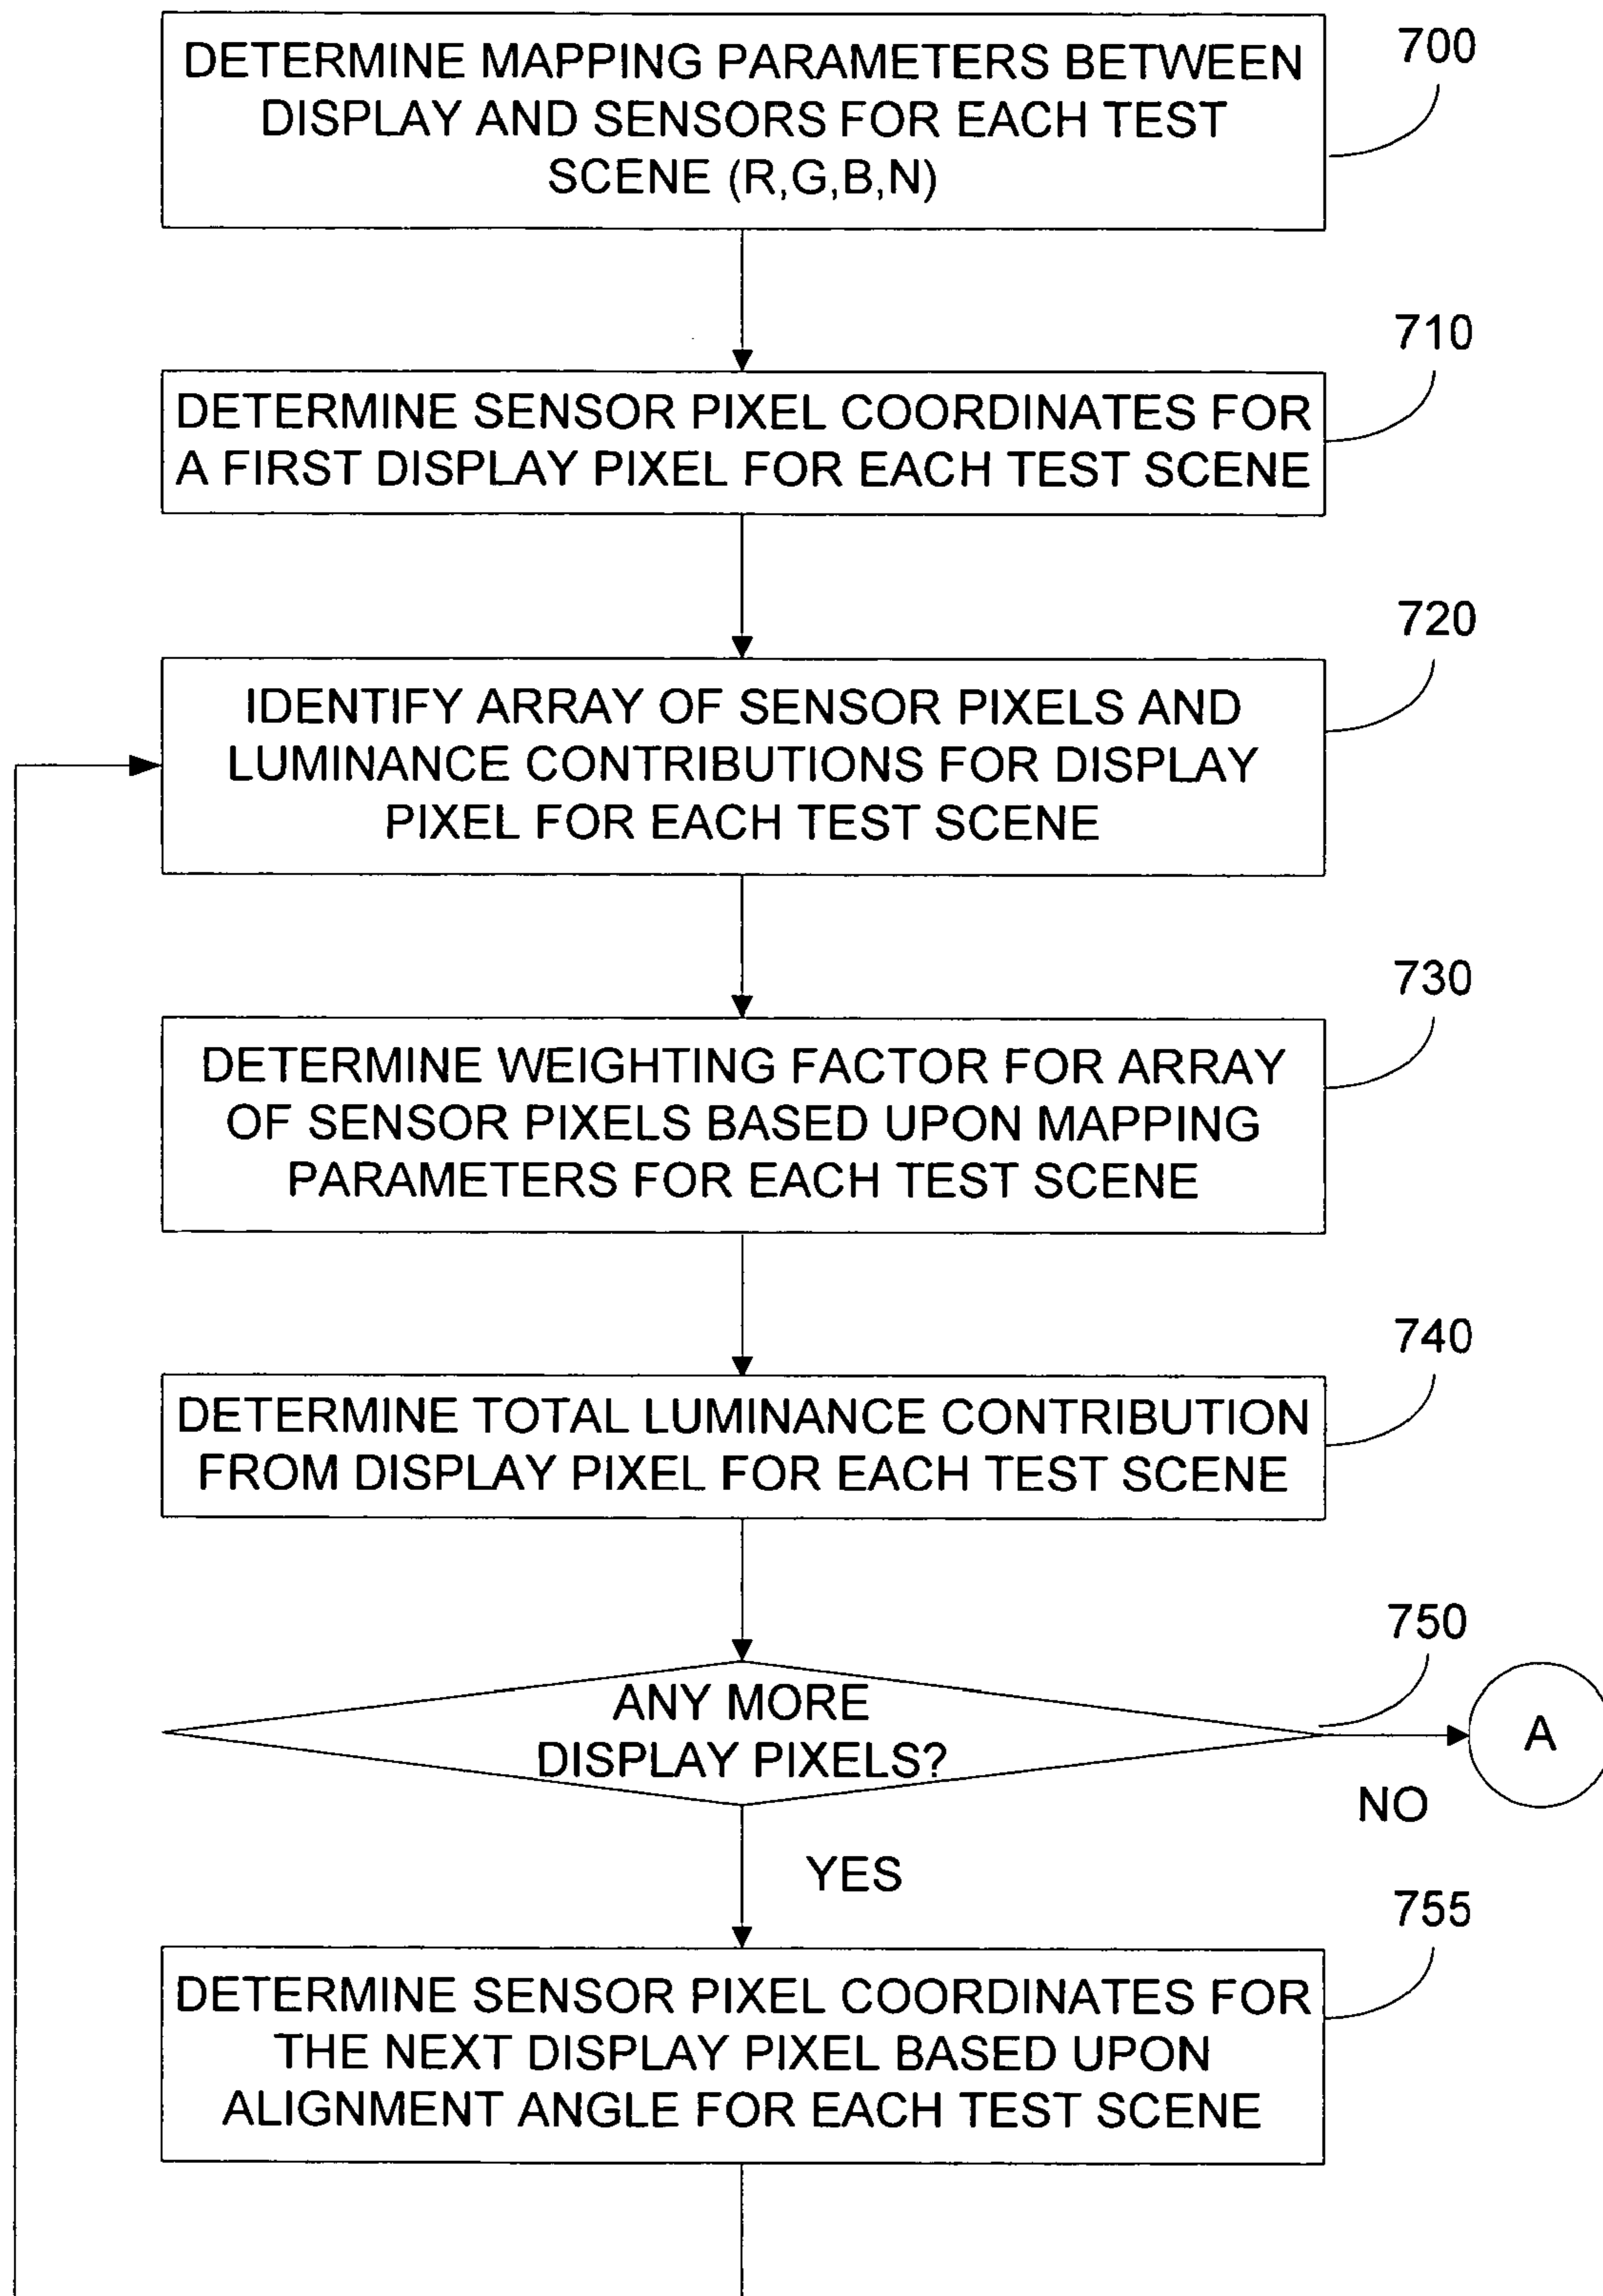 DETERMINE MAPPING PARAMETERS BETWEEN
DISPLAY AND SENSORS FOR EACH TEST
SCENE (R,G,B,N)
700
710
DETERMINE SENSOR PIXEL COORDINATES FOR
A FIRST DISPLAY PIXEL FOR EACH TEST SCENE
720
IDENTIFY ARRAY OF SENSOR PIXELS AND
LUMINANCE CONTRIBUTIONS FOR DISPLAY
PIXEL FOR EACH TEST SCENE
730
DETERMINE WEIGHTING FACTOR FOR ARRAY
OF SENSOR PIXELS BASED UPON MAPPING
PARAMETERS FOR EACH TEST SCENE
740
DETERMINE TOTAL LUMINANCE CONTRIBUTION
FROM DISPLAY PIXEL FOR EACH TEST SCENE
750
ANY MORE
DISPLAY PIXELS?
A
NO
YES
755
DETERMINE SENSOR PIXEL COORDINATES FOR
THE NEXT DISPLAY PIXEL BASED UPON
ALIGNMENT ANGLE FOR EACH TEST SCENE